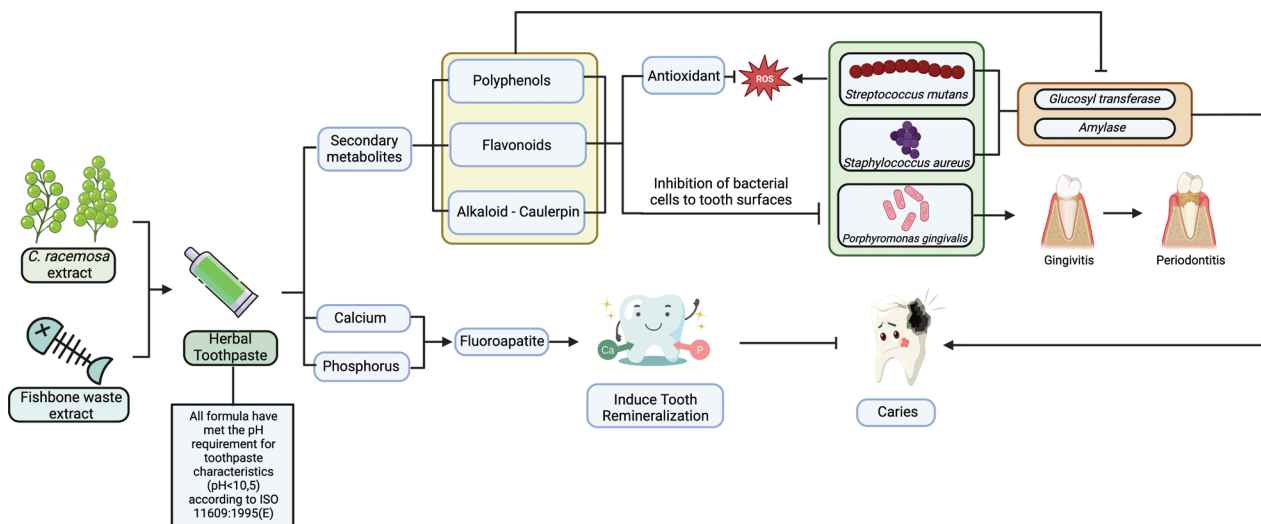 C. racemosa
extract
Fishbone waste
extract
Herbal
Toothpaste
All formula have
met the pH
requirement for
toothpaste
characteristics
(pH<10,5)
according to ISO
11609:1995(E)
Secondary
metabolites
Calcium
Phosphorus
Polyphenols
Flavonoids
Alkaloid - Caulerpin
Antioxidant
ROS
Inhibition of bacterial
cells to tooth surfaces
Streptococcus mutans
Staphylococcus aureus
Porphyromonas gingivalis
Glucosyl transferase
Amylase
Gingivitis
Periodontitis
Fluoroapatite
Ca
P
Induce Tooth
Remineralization
Caries